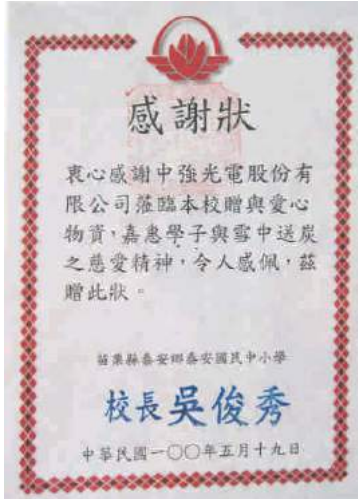 感謝狀
衷心感謝中強光電股份有
限公司蒞臨本校贈與愛心
物資，嘉惠學子與雪中送炭
之慈愛精神，令人感佩，茲
贈此狀。
苗栗縣泰安鄉泰安國民中小學
校長吳俊秀
中華民國一〇〇年五月十九日